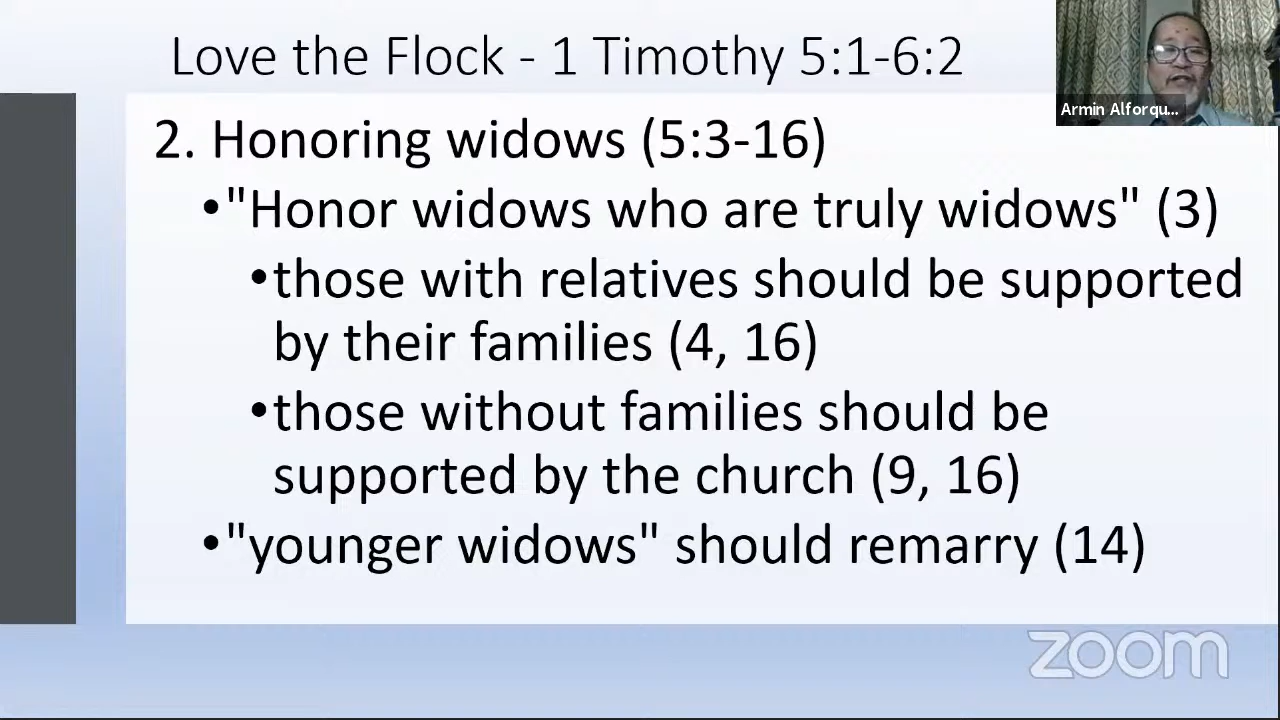 Love the Flock - 1 Timothy 5:1-6:2
Armin Alforqu...
2. Honoring widows (5:3-16)
•"Honor widows who are truly widows" (3)
•those with relatives should be supported
by their families (4, 16)
•those without families should be
supported by the church (9, 16)
•"younger widows" should remarry (14)
zoom